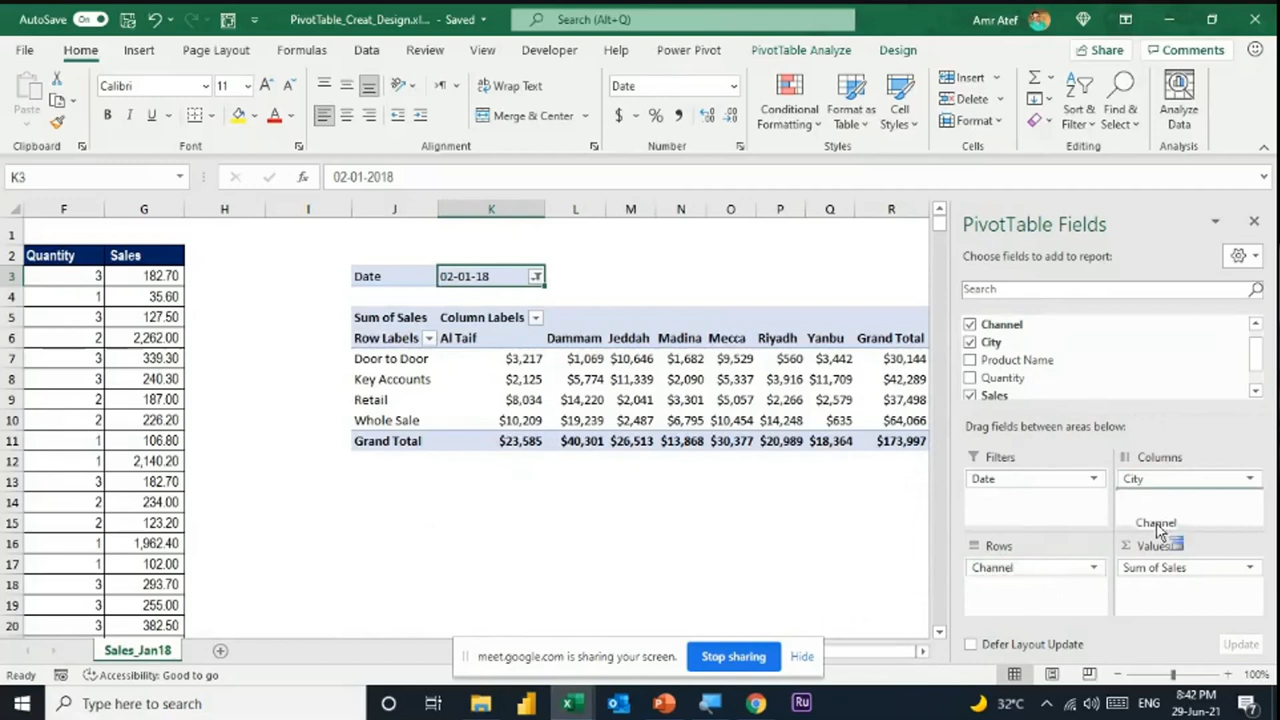 AutoSave On PivotTable_Creat_Design.xl... - Saved Search (Alt+Q) Amr Atef
File Home Insert Page Layout Formulas Data Review View Developer Help Power Pivot PivotTable Analyze Design Share Comments
Paste Calibri 11 Wrap Text Date Conditional Formatting Format as Table Cell Styles Insert Sort & Filter Find & Select Analyze Data
B I U Merge & Center $ % Delete Format
Clipboard Font Alignment Number Styles Cells Editing Analysis
K3 fx 02-01-2018
F G H I J K L M N O P Q R
1
2 Quantity Sales
3 3 182.70 Date 02-01-18
4 1 35.60
5 3 127.50 Sum of Sales Column Labels
6 2 2,262.00 Row Labels Al Taif Dammam Jeddah Madina Mecca Riyadh Yanbu Grand Total
7 3 339.30 Door to Door $3,217 $1,069 $10,646 $1,682 $9,529 $560 $3,442 $30,144
8 3 240.30 Key Accounts $2,125 $5,774 $11,339 $2,090 $5,337 $3,916 $11,709 $42,289
9 2 187.00 Retail $8,034 $14,220 $2,041 $3,301 $5,057 $2,266 $2,579 $37,498
10 2 226.20 Whole Sale $10,209 $19,239 $2,487 $6,795 $10,454 $14,248 $635 $64,066
11 1 106.80 Grand Total $23,585 $40,301 $26,513 $13,868 $30,377 $20,989 $18,364 $173,997
12 1 2,140.20
13 3 182.70
14 2 234.00
15 2 123.20
16 1 1,962.40
17 1 102.00
18 3 293.70
19 3 255.00
20 3 382.50
PivotTable Fields
Choose fields to add to report:
Search
Channel
City
Product Name
Quantity
Sales
Drag fields between areas below:
Filters Columns
Date City
Channel
Rows Σ Values
Channel Sum of Sales
Defer Layout Update Update
Sales_Jan18
meet.google.com is sharing your screen. Stop sharing Hide
Ready Accessibility: Good to go 100%
Type here to search Ru 32°C ENG 8:42 PM
29-Jun-21 7